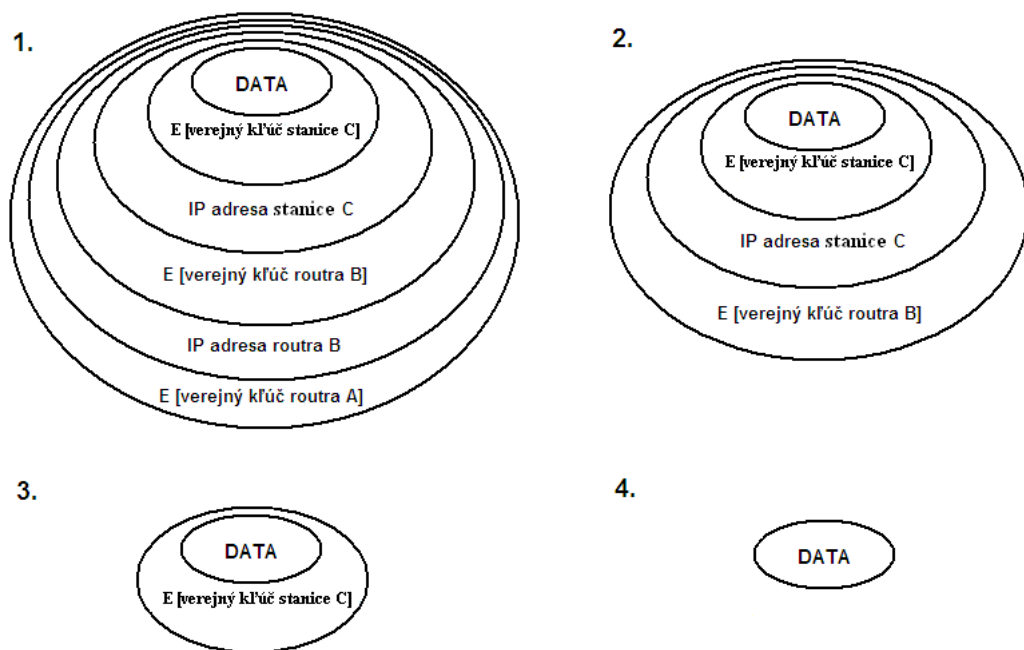 1.
DATA
E [verejný kľúč stanice C]
IP adresa stanice C
E [verejný kľúč routra B]
IP adresa routra B
E [verejný kľúč routra A]
2.
DATA
E [verejný kľúč stanice C]
IP adresa stanice C
E [verejný kľúč routra B]
3.
DATA
E [verejný kľúč stanice C]
4.
DATA